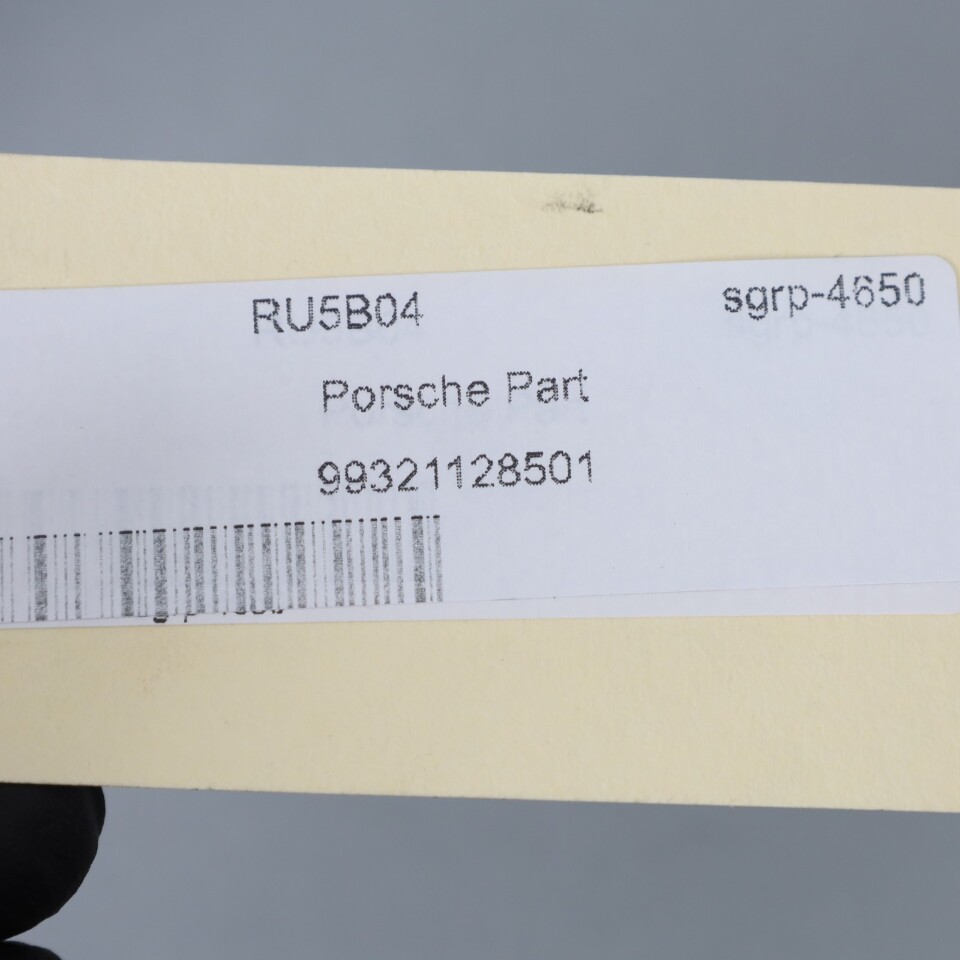 RU5B04
sgrp-4650
Porsche Part
99321128501